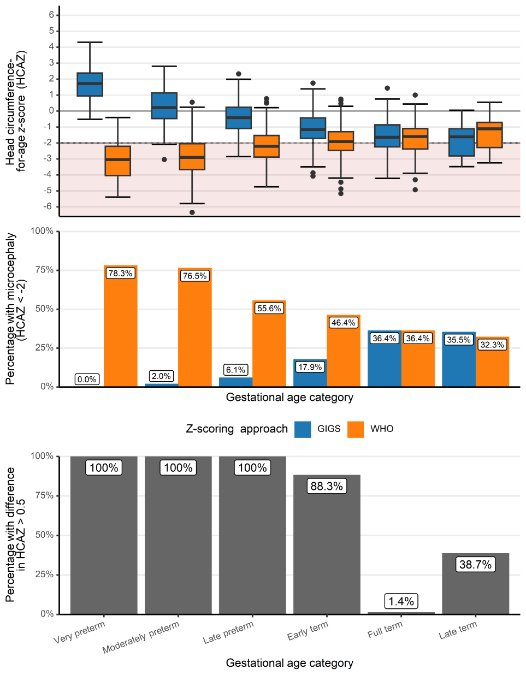 Head circumference-
for-age z-score (HCAZ)
6
5
4
3
2
1
0
-1
-2
-3
-4
-5
-6
Percentage with microcephaly
(HCAZ < -2)
100%
75%
50%
25%
0%
0.0%
78.3%
2.0%
76.5%
6.1%
55.6%
17.9%
46.4%
36.4%
36.4%
35.5%
32.3%
Gestational age category
Z-scoring approach GIGS WHO
Percentage with difference
in HCAZ > 0.5
100%
75%
50%
25%
0%
100%
100%
100%
88.3%
1.4%
38.7%
Very preterm
Moderately preterm
Late preterm
Early term
Full term
Late term
Gestational age category